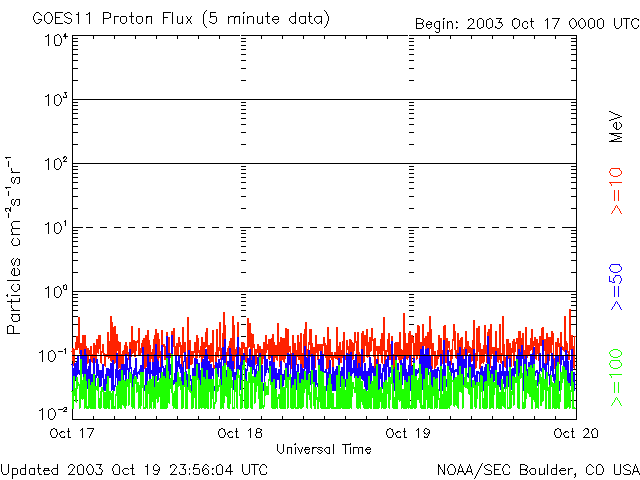 GOES11 Proton Flux (5 minute data)
Begin: 2003 Oct 17 0000 UTC
10⁴
10³
10²
10¹
10⁰
10⁻¹
10⁻²
Particles cm⁻²s⁻¹sr⁻¹
MeV
>=10
>=50
>=100
Oct 17
Oct 18
Oct 19
Oct 20
Universal Time
Updated 2003 Oct 19 23:56:04 UTC
NOAA/SEC Boulder, CO USA